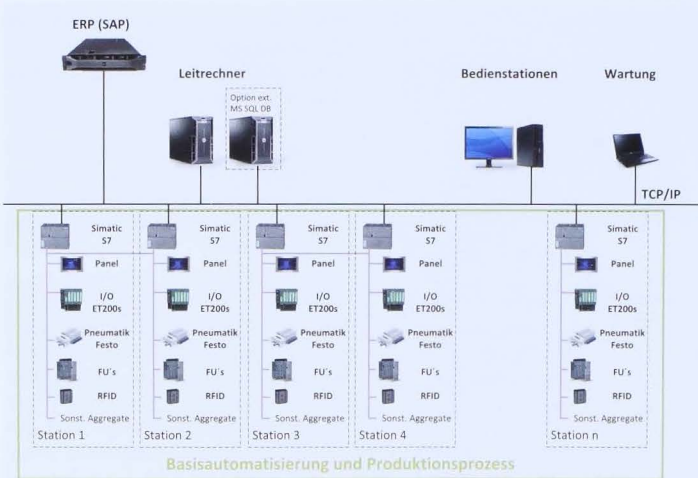 ERP (SAP)
Leitrechner
Bedienstationen
Wartung
Option ext.
MS SQL DB
TCP/IP
Simatic
S7
Panel
I/O
ET200s
Pneumatik
Festo
FU´s
RFID
Sonst. Aggregate
Station 1
Simatic
S7
Panel
I/O
ET200s
Pneumatik
Festo
FU´s
RFID
Sonst. Aggregate
Station 2
Simatic
S7
Panel
I/O
ET200s
Pneumatik
Festo
FU´s
RFID
Sonst. Aggregate
Station 3
Simatic
S7
Panel
I/O
ET200s
Pneumatik
Festo
FU´s
RFID
Sonst. Aggregate
Station 4
Simatic
S7
Panel
I/O
ET200s
Pneumatik
Festo
FU´s
RFID
Sonst. Aggregate
Station n
Basisautomatisierung und Produktionsprozess